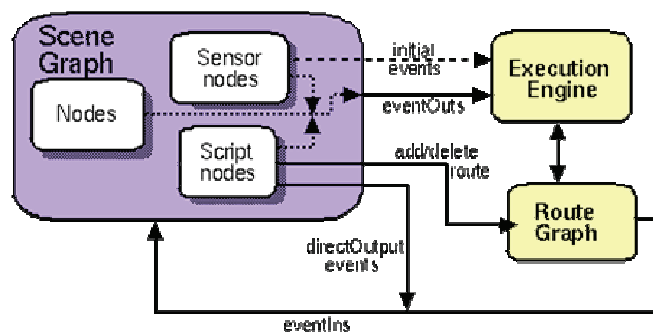 Scene
Graph
Sensor
nodes
Nodes
Script
nodes
initial
events
eventOuts
Execution
Engine
add/delete
route
Route
Graph
directOutput
events
eventIns